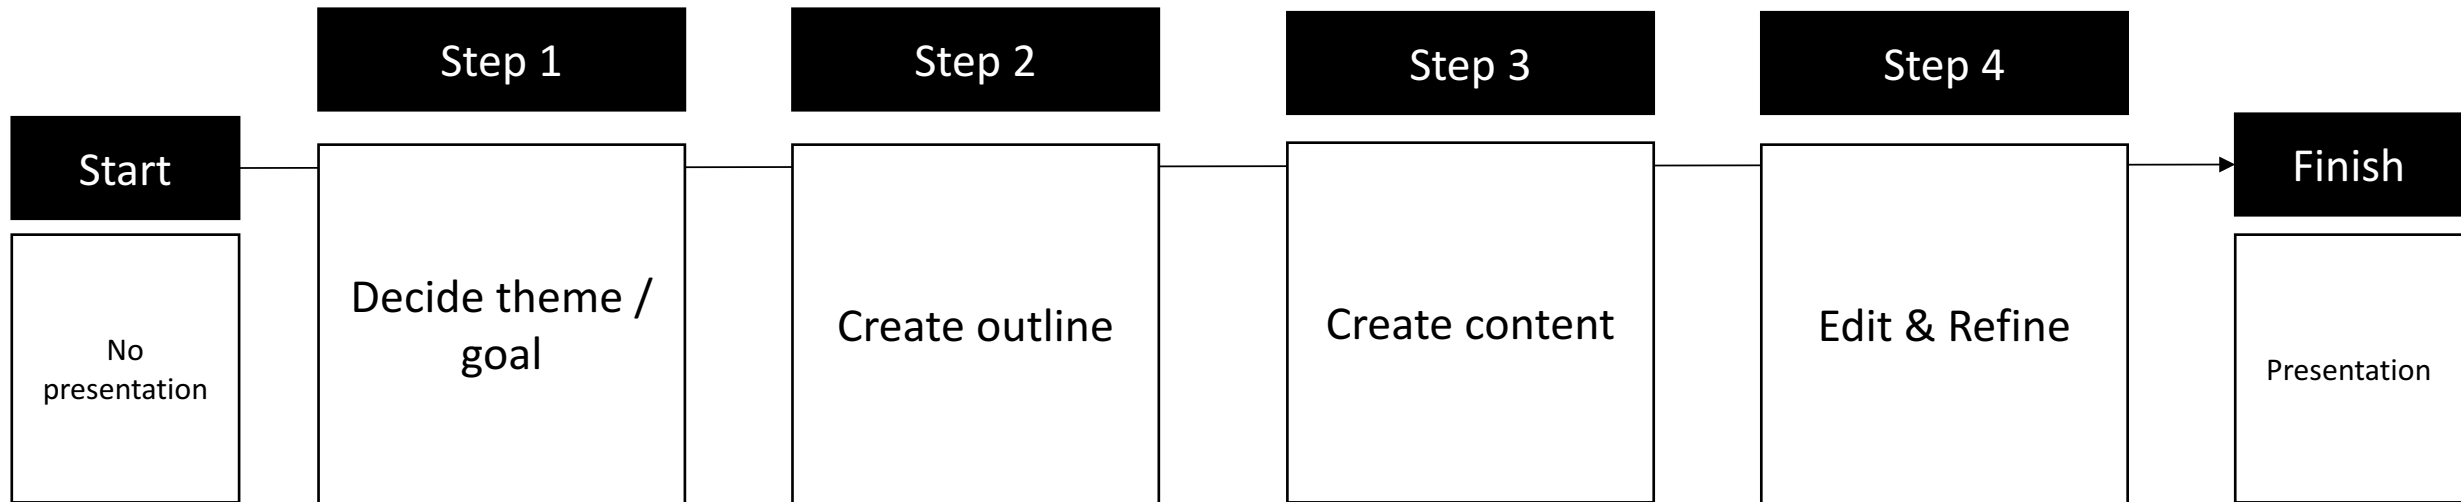 Step 1
Step 2
Step 3
Step 4
Start
Finish
No
presentation
Decide theme /
goal
Create outline
Create content
Edit & Refine
Presentation